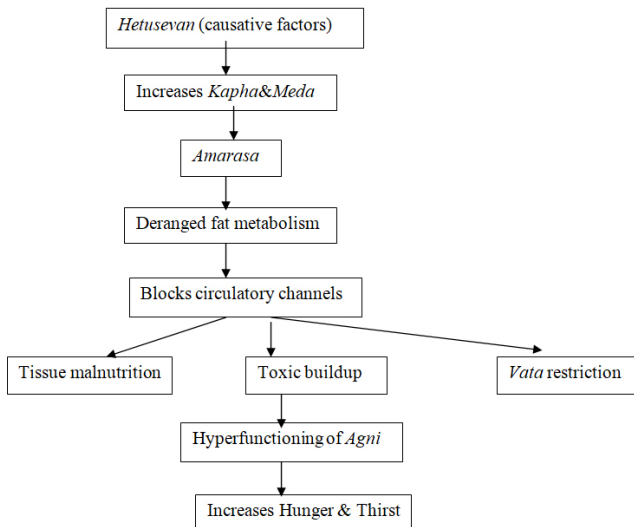 Hetusevan (causative factors)
Increases Kapha&Meda
Amarasa
Deranged fat metabolism
Blocks circulatory channels
Tissue malnutrition
Toxic buildup
Vata restriction
Hyperfunctioning of Agni
Increases Hunger & Thirst